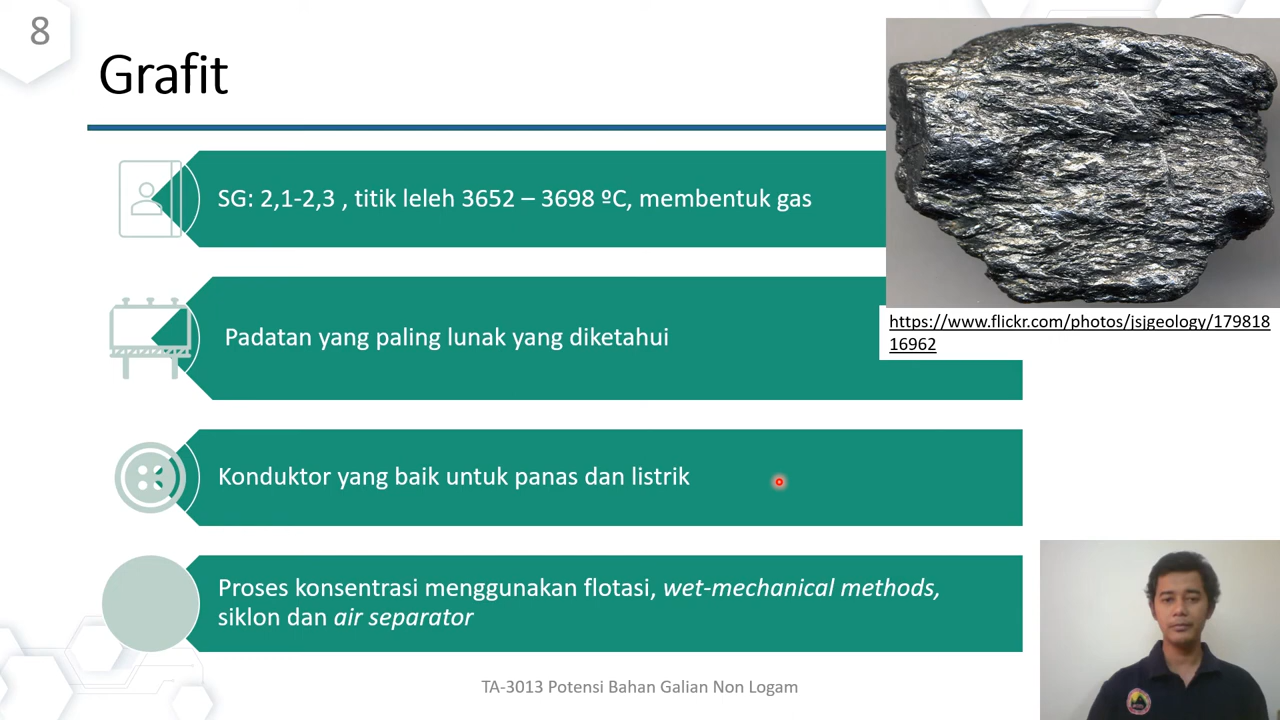 8
Grafit
SG: 2,1-2,3 , titik leleh 3652 – 3698 ºC, membentuk gas
https://www.flickr.com/photos/jsjgeology/179818
16962
Padatan yang paling lunak yang diketahui
Konduktor yang baik untuk panas dan listrik
Proses konsentrasi menggunakan flotasi, wet-mechanical methods,
siklon dan air separator
TA-3013 Potensi Bahan Galian Non Logam